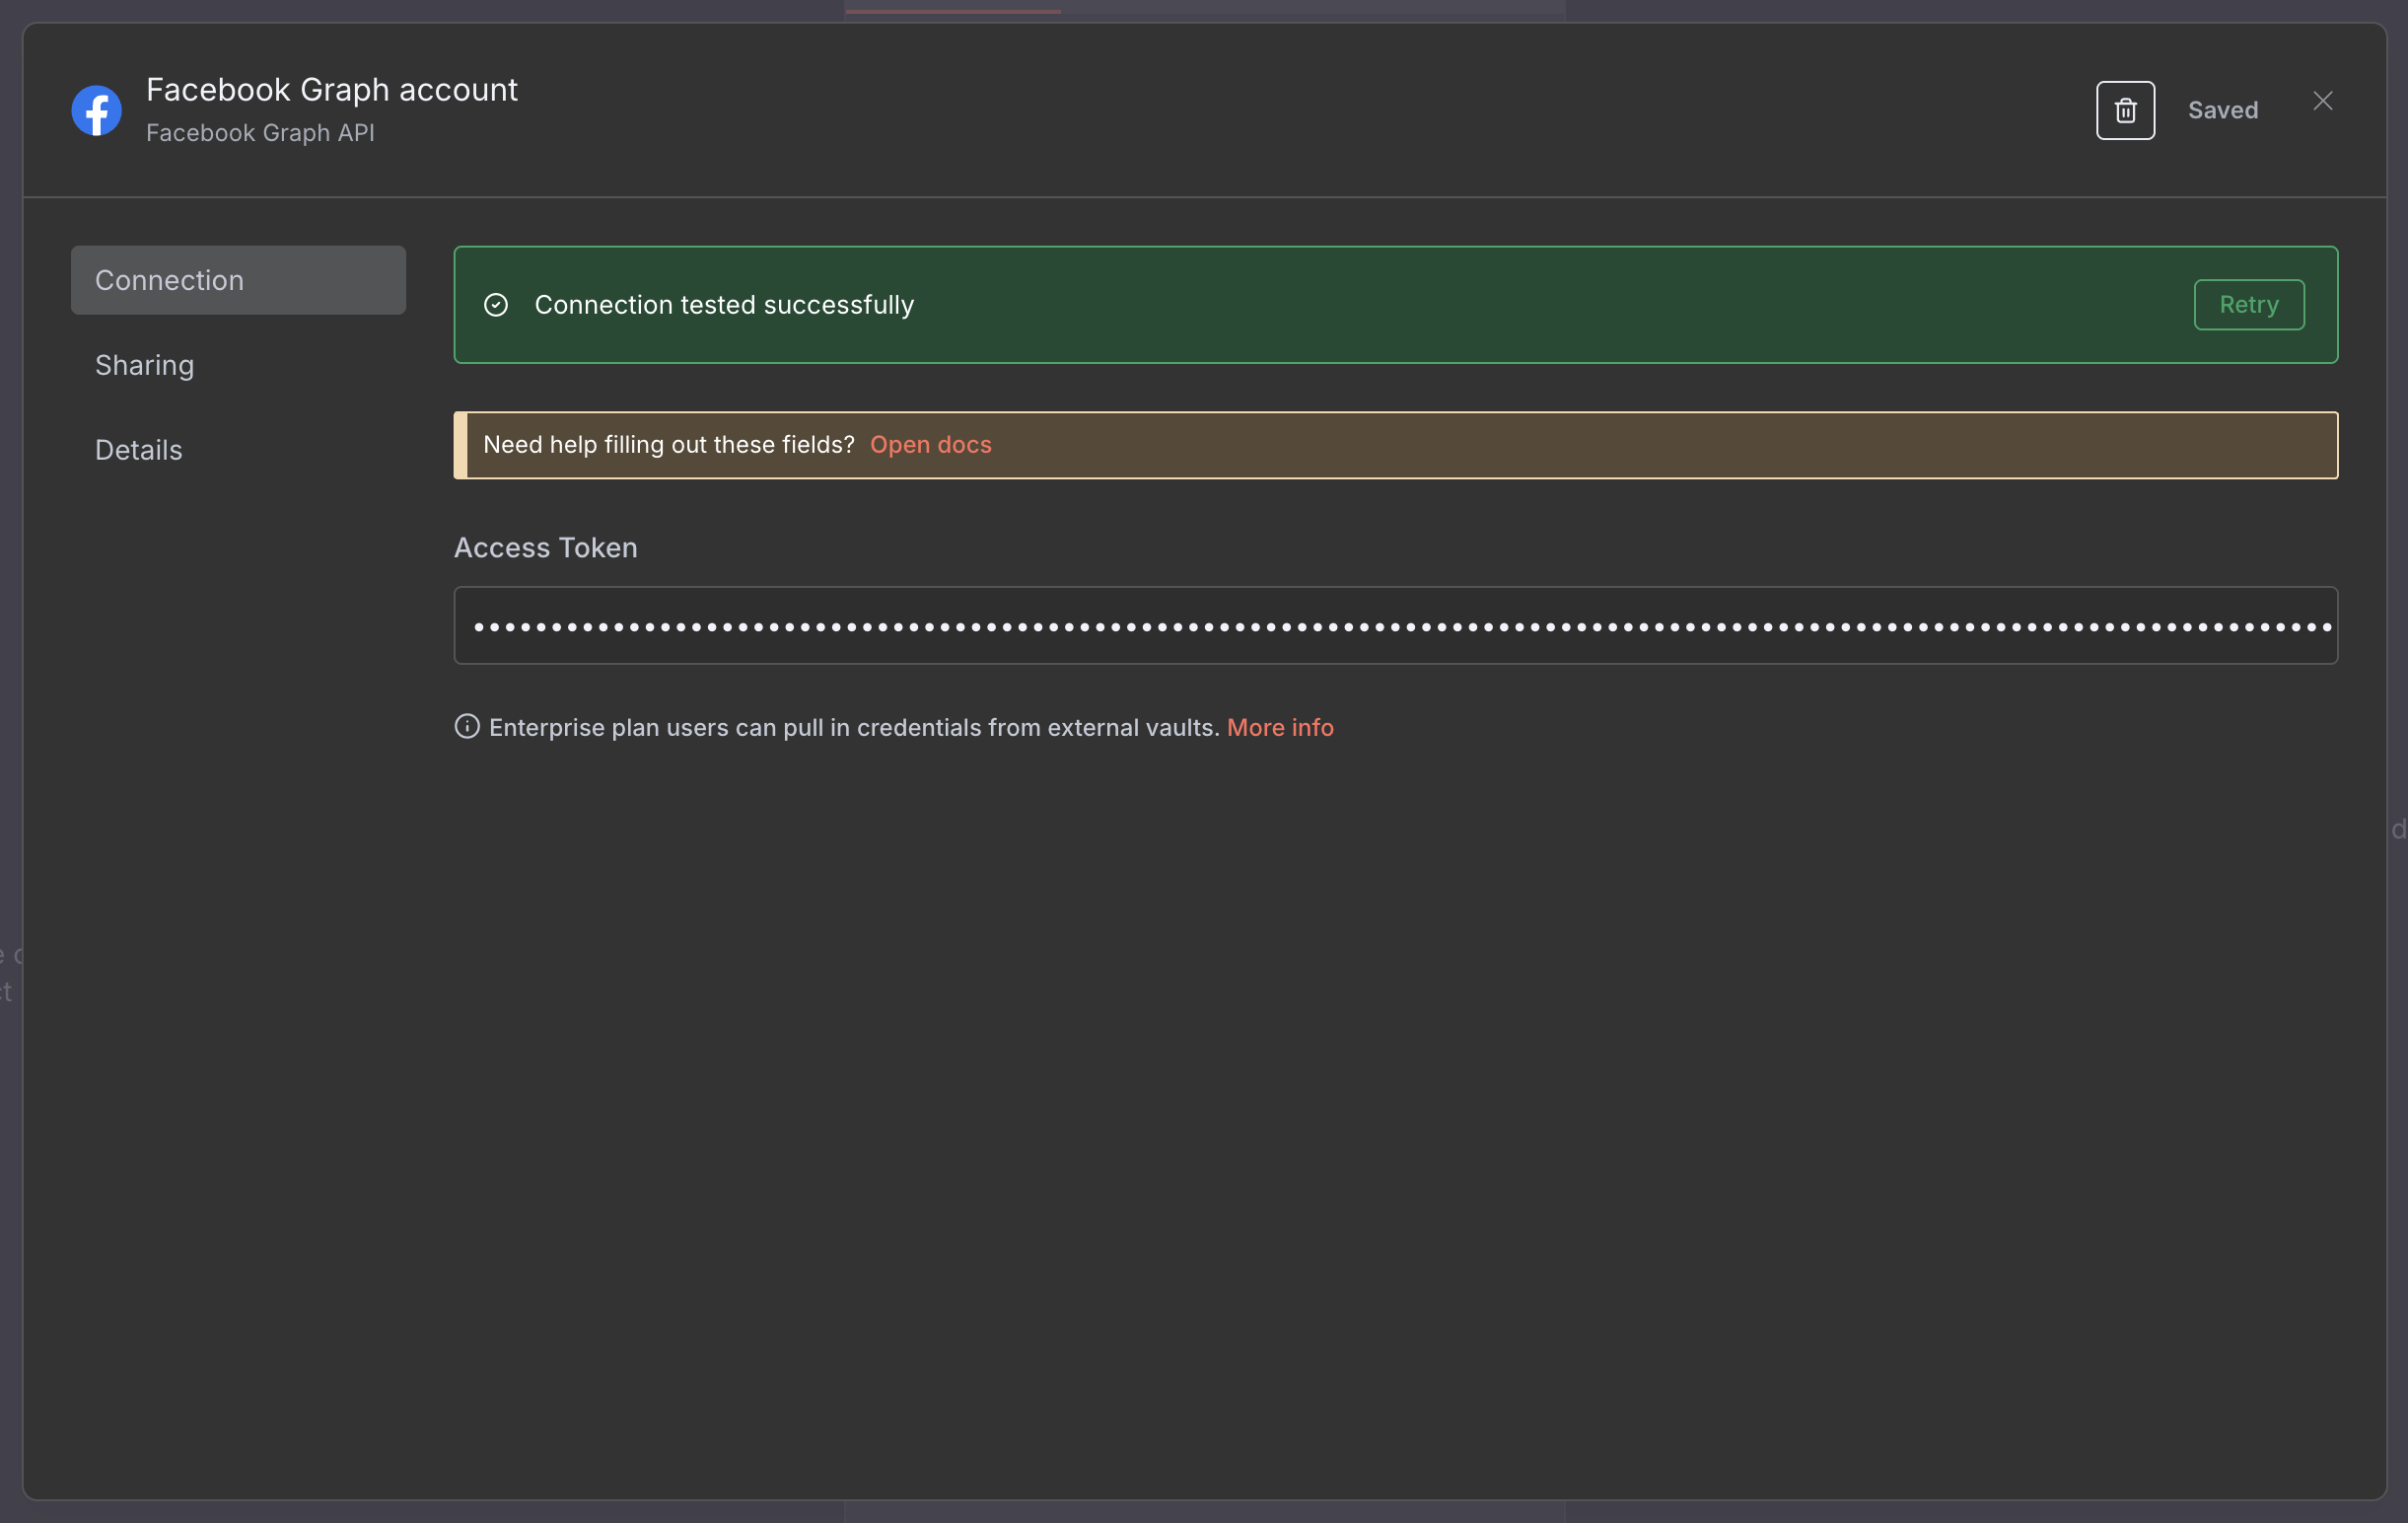 Facebook Graph account
Facebook Graph API
Saved
Connection
Sharing
Details
Connection tested successfully
Retry
Need help filling out these fields? Open docs
Access Token
Enterprise plan users can pull in credentials from external vaults. More info